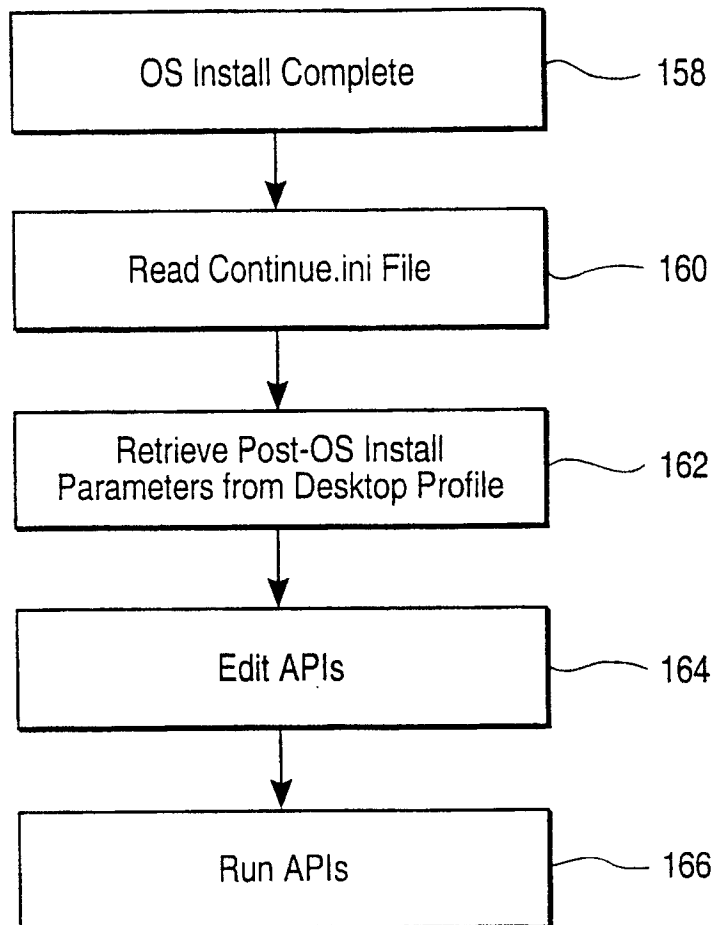 OS Install Complete
158
Read Continue.ini File
160
Retrieve Post-OS Install
Parameters from Desktop Profile
162
Edit APIs
164
Run APIs
166